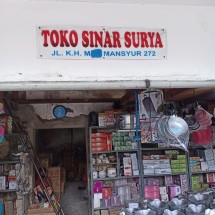 TOKO SINAR SURYA
JL. K.H. M MANSYUR 272